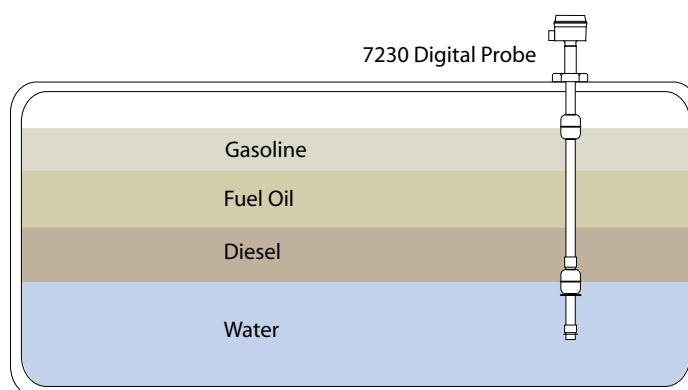 7230 Digital Probe
Gasoline
Fuel Oil
Diesel
Water